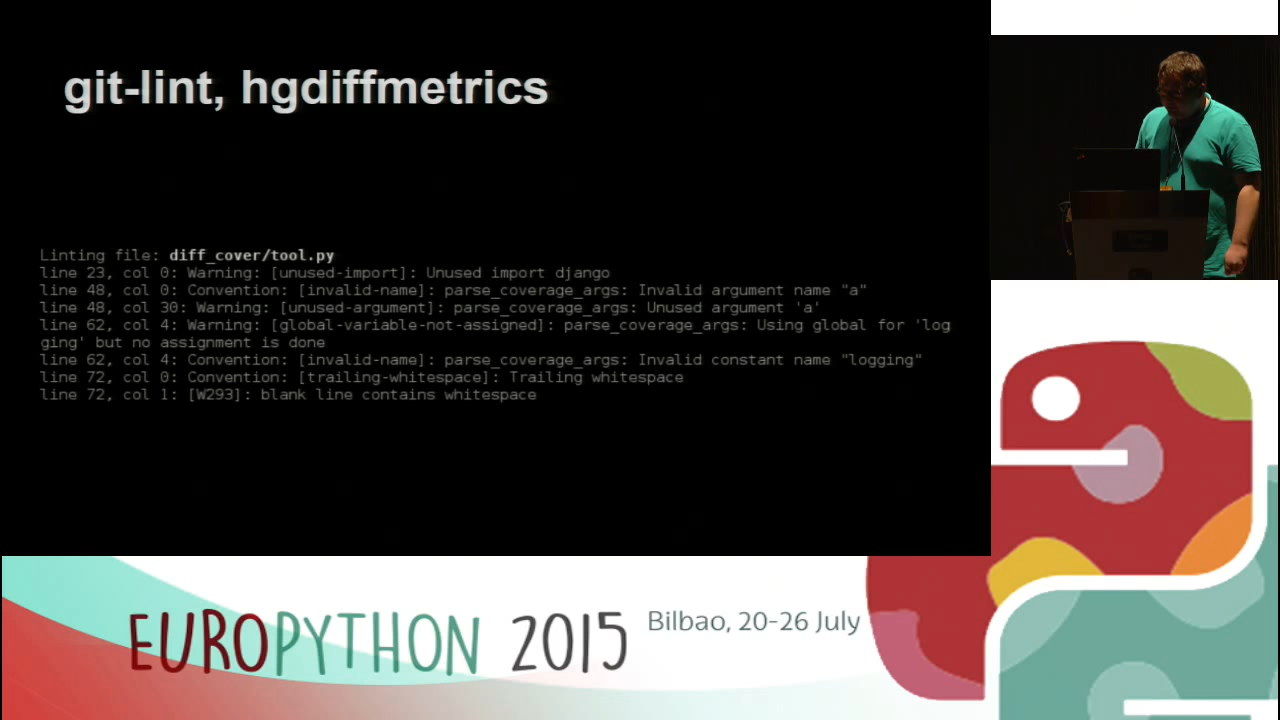 git-lint, hgdiffmetrics
Linting file: diff_cover/tool.py
line 23, col 0: Warning: [unused-import]: Unused import django
line 48, col 0: Convention: [invalid-name]: parse_coverage_args: Invalid argument name "a"
line 48, col 30: Warning: [unused-argument]: parse_coverage_args: Unused argument 'a'
line 62, col 4: Warning: [global-variable-not-assigned]: parse_coverage_args: Using global for 'log
ging' but no assignment is done
line 62, col 4: Convention: [invalid-name]: parse_coverage_args: Invalid constant name "logging"
line 72, col 0: Convention: [trailing-whitespace]: Trailing whitespace
line 72, col 1: [W293]: blank line contains whitespace
EUROPYTHON 2015
Bilbao, 20-26 July